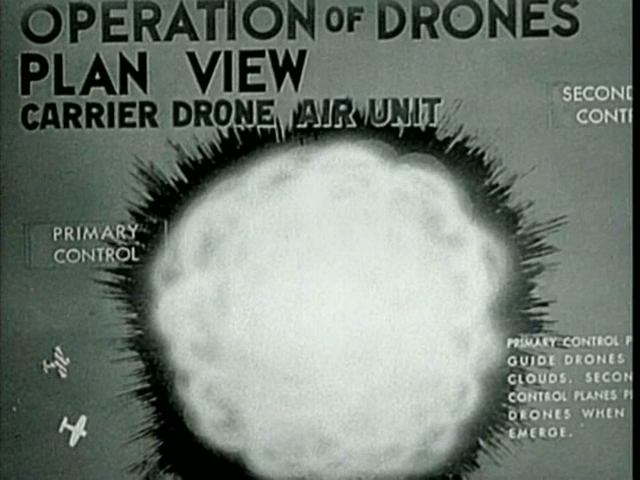 OPERATION OF DRONES
PLAN VIEW
CARRIER DRONE AIR UNIT
SECOND
CONT
PRIMARY
CONTROL
PRIMARY CONTROL P
GUIDE DRONES
CLOUDS. SECON
CONTROL PLANES P
DRONES WHEN
EMERGE.